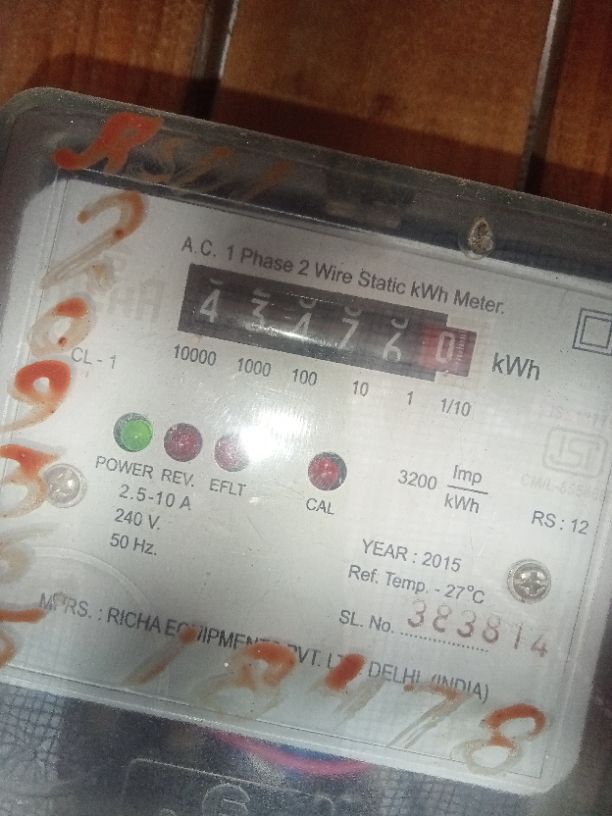 A.C. 1 Phase 2 Wire Static kWh Meter.
4 3 4 7 6 0 kWh
CL - 1
10000 1000 100 10 1 1/10
POWER REV. EFLT CAL
3200 Imp/kWh
2.5-10 A
240 V.
50 Hz.
RS : 12
YEAR : 2015
Ref. Temp. - 27°C
SL. No. 383814
MFRS. : RICHA EQUIPMENTS PVT. LTD. DELHI. (INDIA)
18478